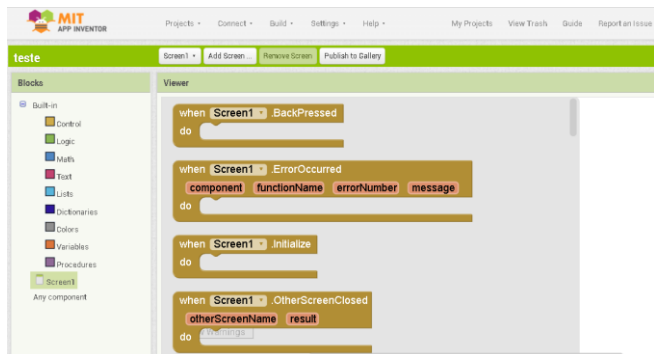 MIT
APP INVENTOR
Projects Connect Build Settings Help My Projects View Trash Guide Report an Issue
teste
Screen1 Add Screen ... Remove Screen Publish to Gallery
Blocks
Viewer
Built-in
Control
Logic
Math
Text
Lists
Dictionaries
Colors
Variables
Procedures
Screen1
Any component
when Screen1 .BackPressed
do
when Screen1 .ErrorOccurred
component functionName errorNumber message
do
when Screen1 .Initialize
do
when Screen1 .OtherScreenClosed
otherScreenName result
do
Warnings